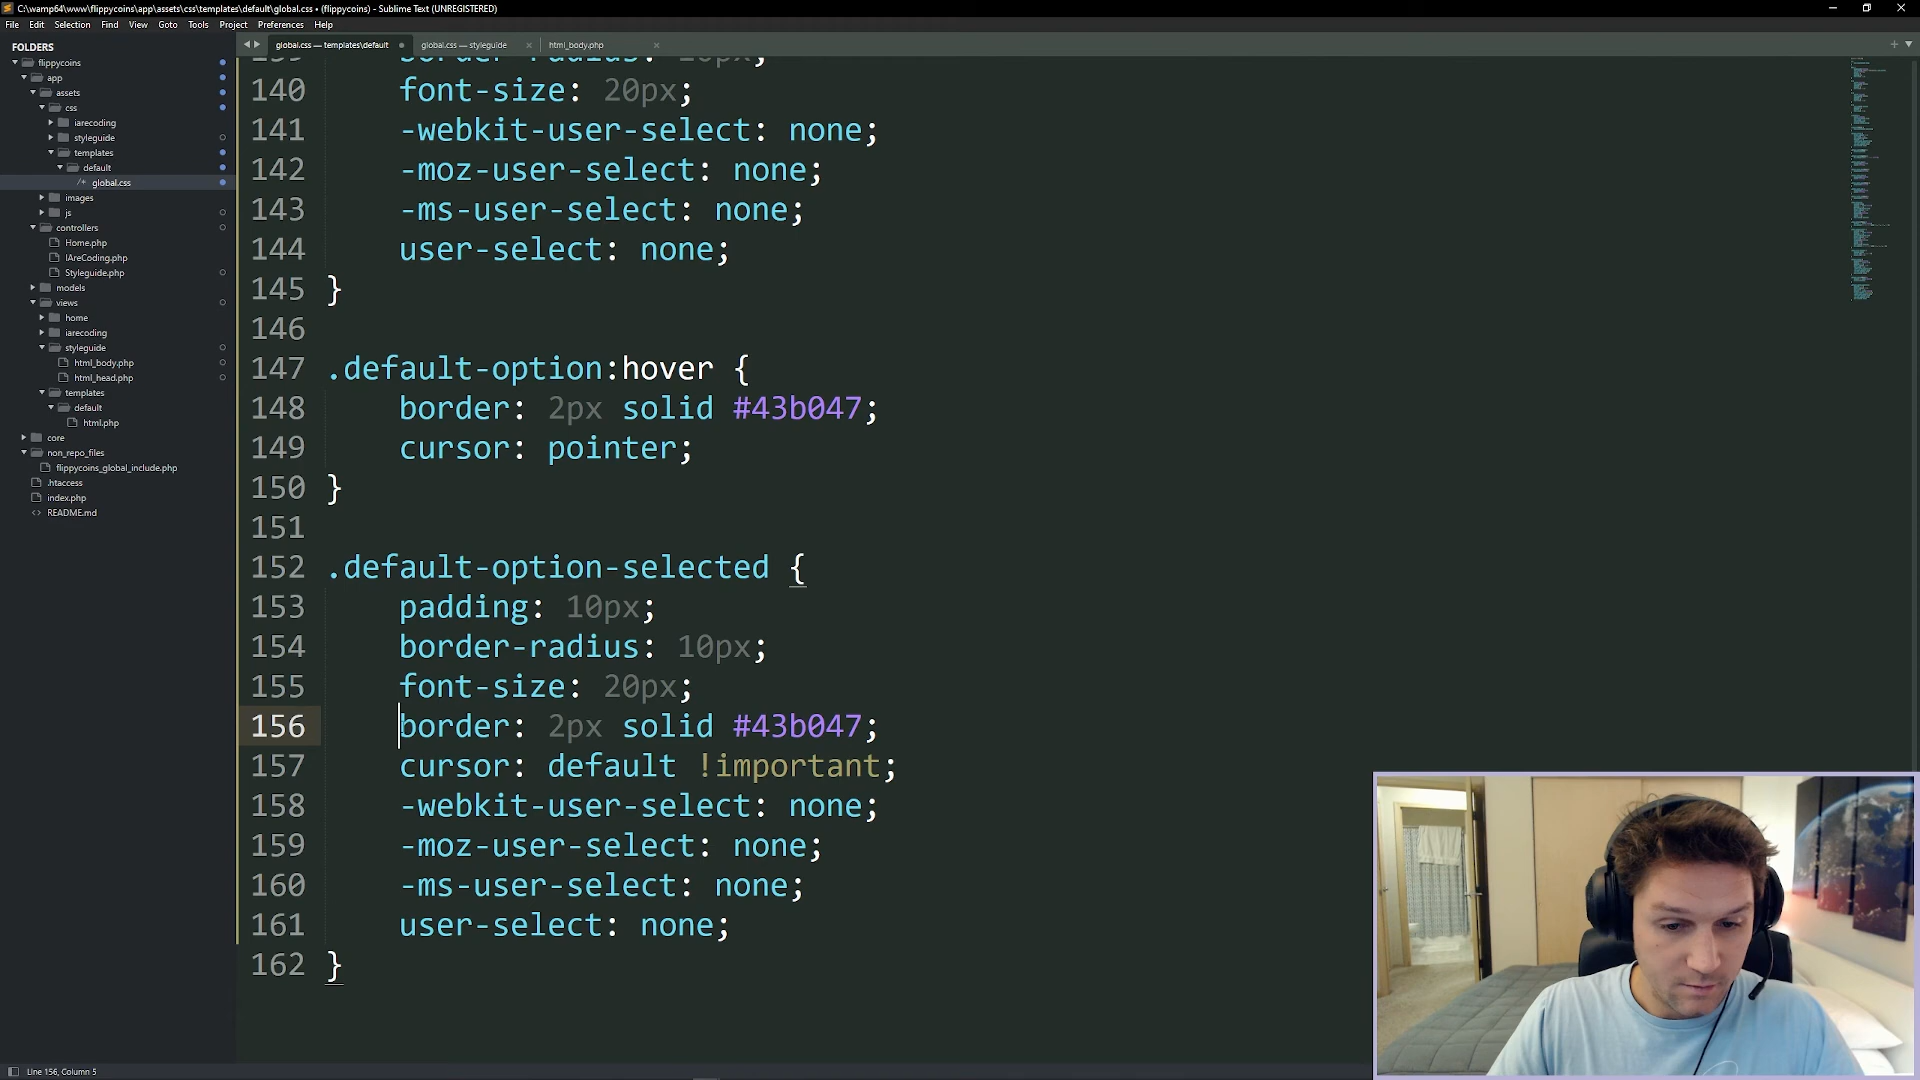 C:\wamp64\www\flippycoins\app\assets\css\templates\default\global.css • (flippycoins) - Sublime Text (UNREGISTERED)
File Edit Selection Find View Goto Tools Project Preferences Help
FOLDERS
flippycoins
app
assets
css
iarecoding
styleguide
templates
default
/* global.css
images
js
controllers
Home.php
IAreCoding.php
Styleguide.php
models
views
home
iarecoding
styleguide
html_body.php
html_head.php
templates
default
html.php
core
non_repo_files
flippycoins_global_include.php
.htaccess
index.php
<> README.md
global.css — templates\default
global.css — styleguide
html_body.php
139 border-radius: 10px;
140 font-size: 20px;
141 -webkit-user-select: none;
142 -moz-user-select: none;
143 -ms-user-select: none;
144 user-select: none;
145 }
146
147 .default-option:hover {
148 border: 2px solid #43b047;
149 cursor: pointer;
150 }
151
152 .default-option-selected {
153 padding: 10px;
154 border-radius: 10px;
155 font-size: 20px;
156 border: 2px solid #43b047;
157 cursor: default !important;
158 -webkit-user-select: none;
159 -moz-user-select: none;
160 -ms-user-select: none;
161 user-select: none;
162 }
Line 156, Column 5